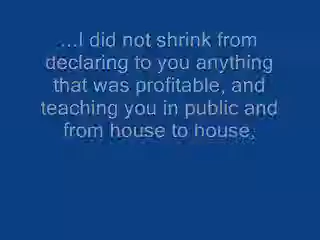 ...I did not shrink from
declaring to you anything
that was profitable, and
teaching you in public and
from house to house,